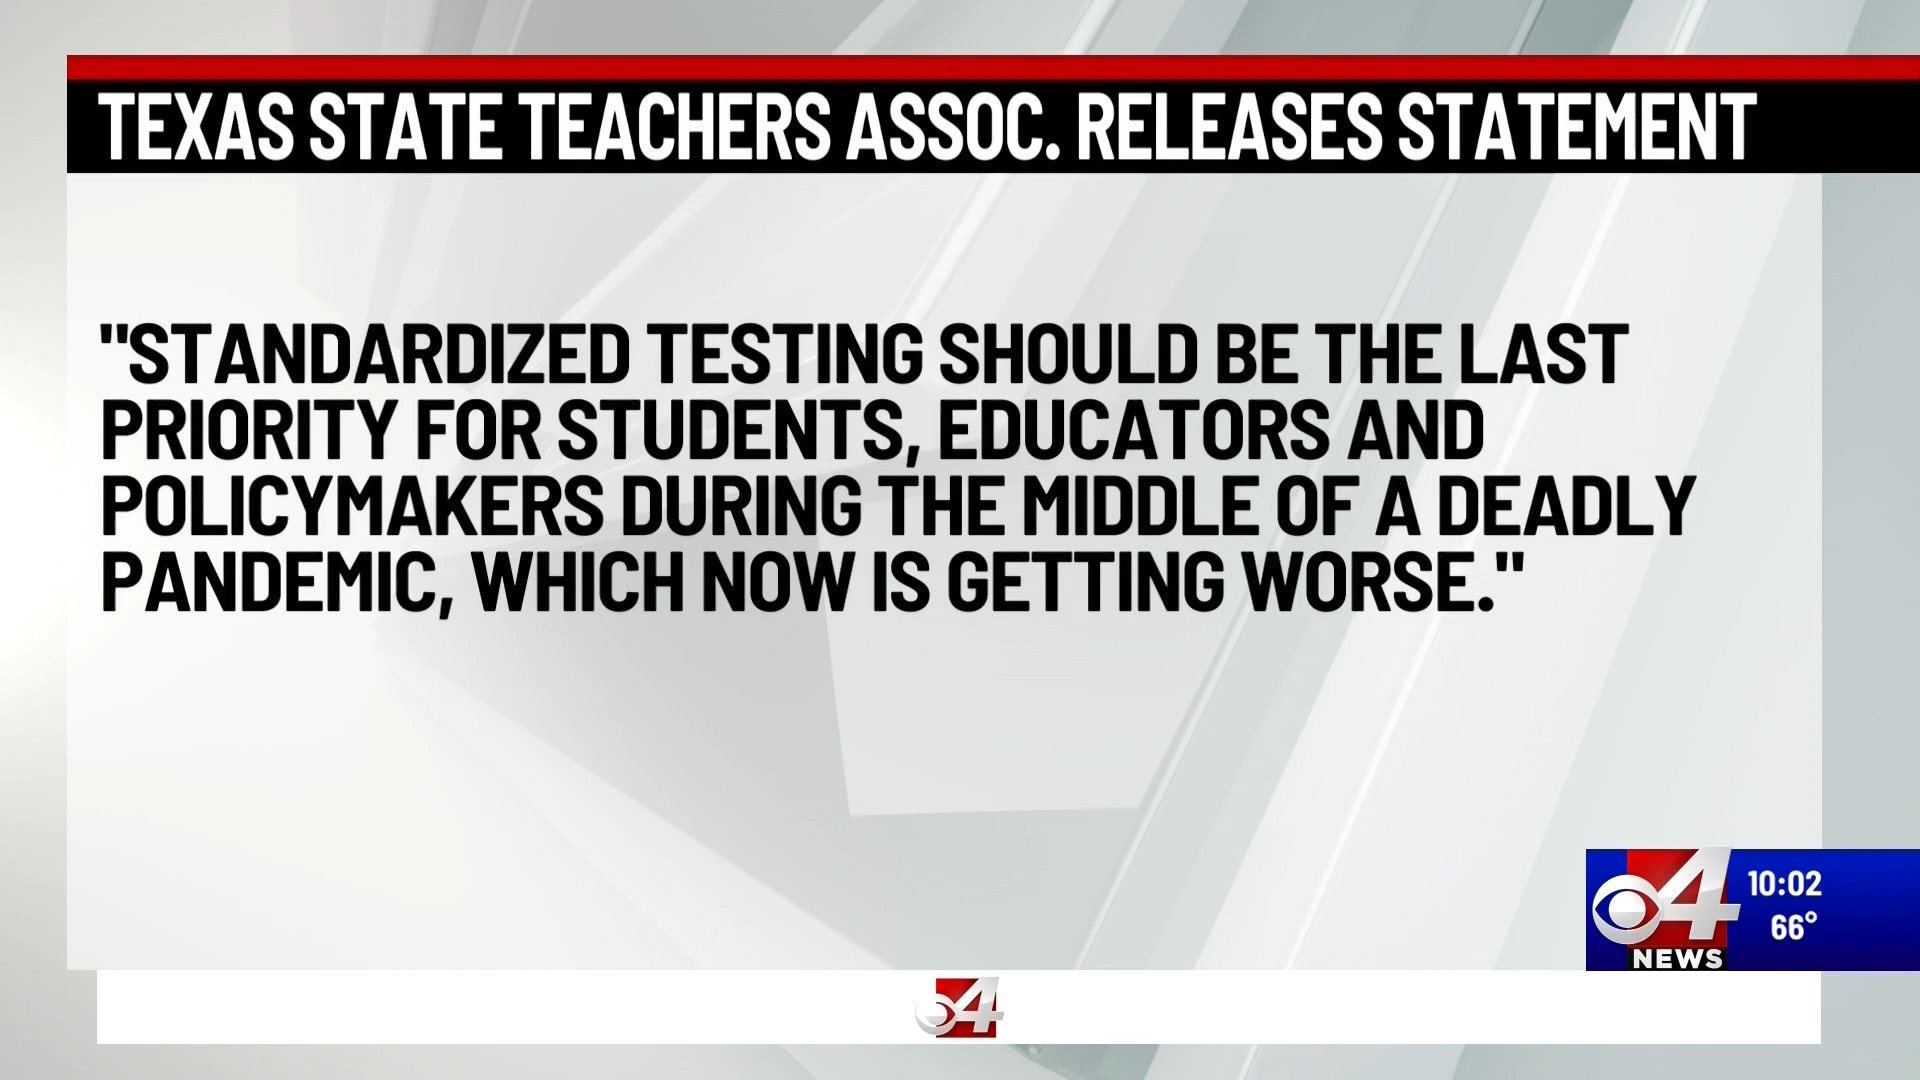 TEXAS STATE TEACHERS ASSOC. RELEASES STATEMENT
"STANDARDIZED TESTING SHOULD BE THE LAST
PRIORITY FOR STUDENTS, EDUCATORS AND
POLICYMAKERS DURING THE MIDDLE OF A DEADLY
PANDEMIC, WHICH NOW IS GETTING WORSE."
4
NEWS
10:02
66°
4